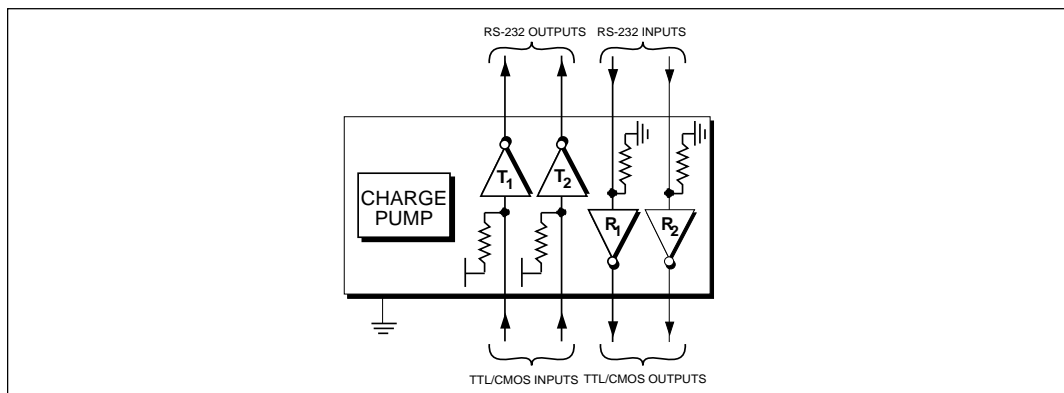 RS-232 OUTPUTS
RS-232 INPUTS
T1
T2
CHARGE
PUMP
R1
R2
TTL/CMOS INPUTS
TTL/CMOS OUTPUTS